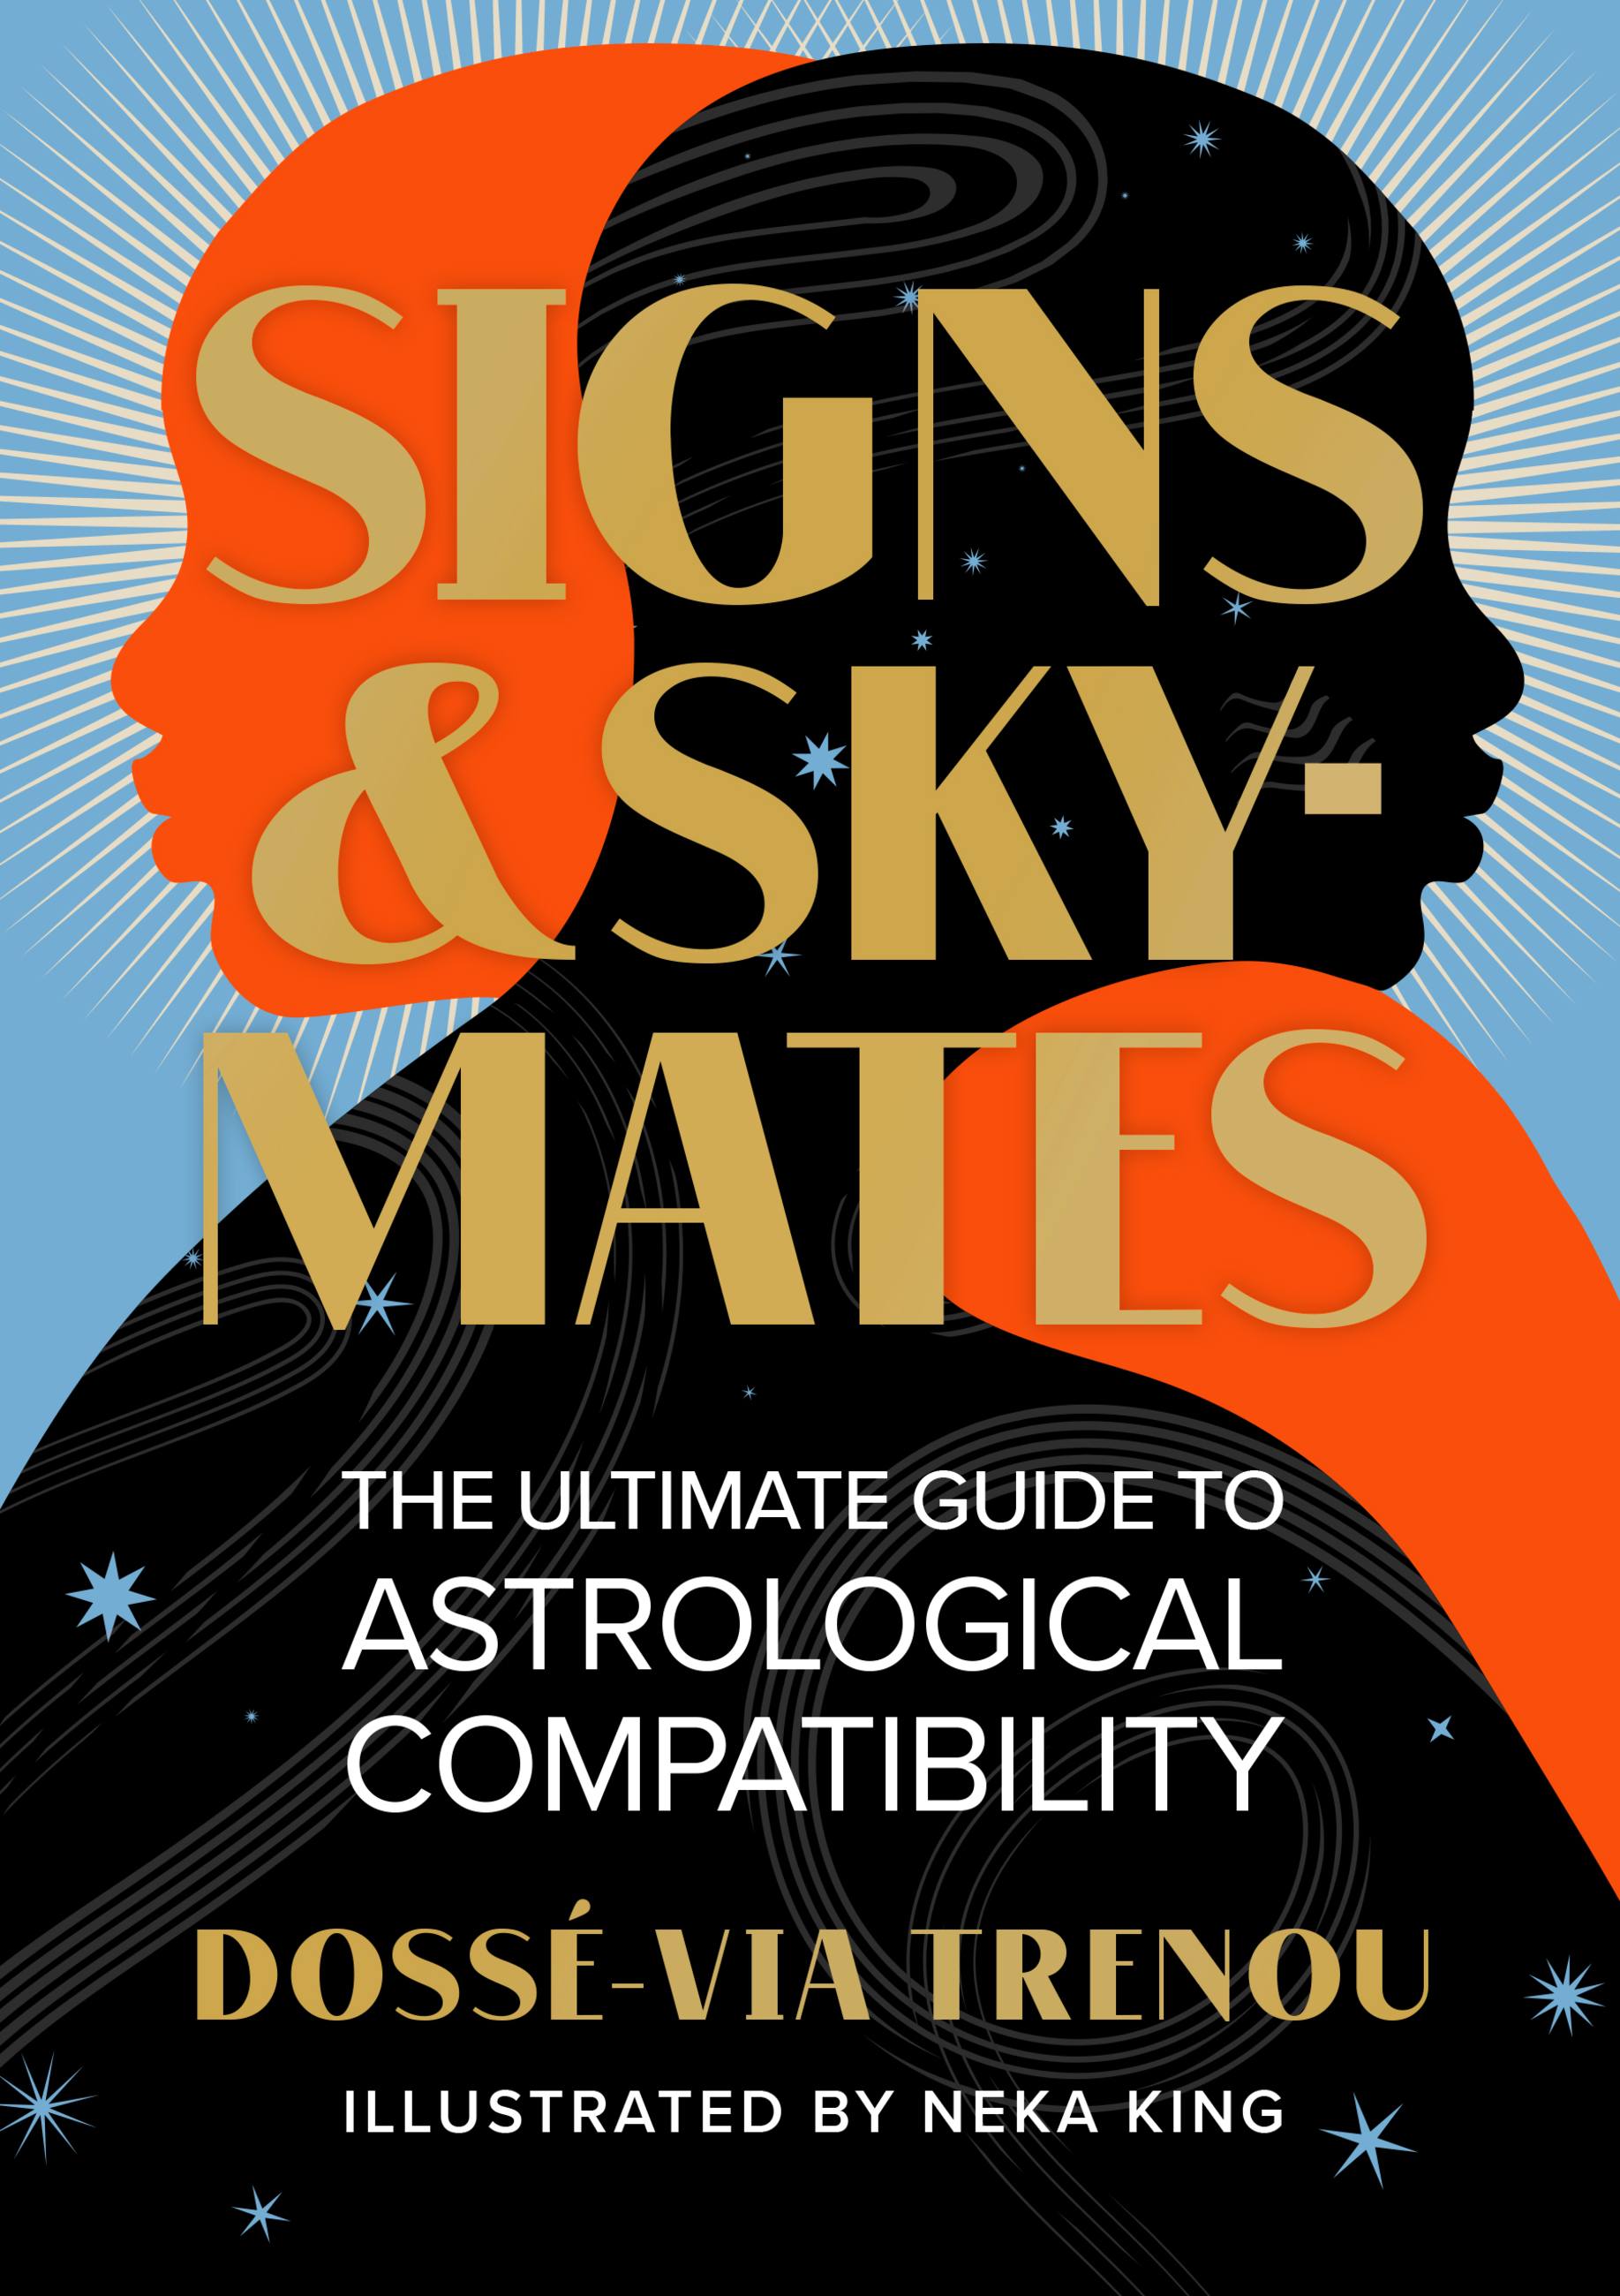 SIGNS
& SKY-
MATES
THE ULTIMATE GUIDE TO
ASTROLOGICAL
COMPATIBILITY
DOSSÉ-VIA TRENOU
ILLUSTRATED BY NEKA KING